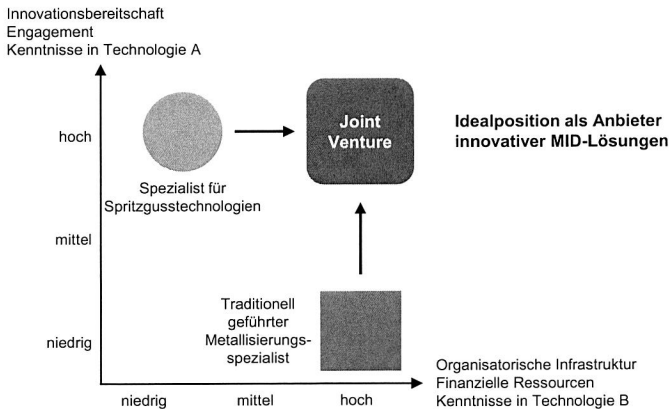 Innovationsbereitschaft
Engagement
Kenntnisse in Technologie A
hoch
Joint
Venture
Idealposition als Anbieter
innovativer MID-Lösungen
Spezialist für
Spritzgusstechnologien
mittel
Traditionell
geführter
Metallisierungs-
spezialist
niedrig
Organisatorische Infrastruktur
Finanzielle Ressourcen
Kenntnisse in Technologie B
niedrig
mittel
hoch